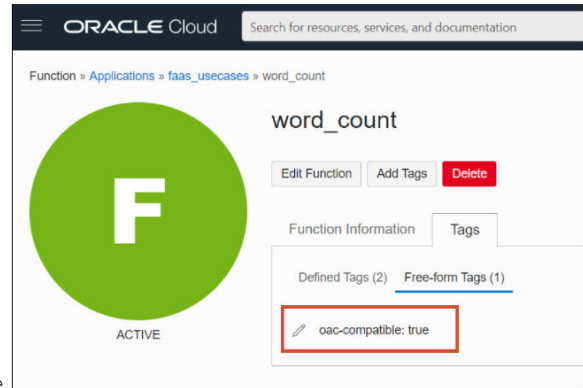 ORACLE Cloud
Search for resources, services, and documentation
Function » Applications » faas_usecases » word_count
F
ACTIVE
word_count
Edit Function Add Tags Delete
Function Information Tags
Defined Tags (2) Free-form Tags (1)
oac-compatible: true